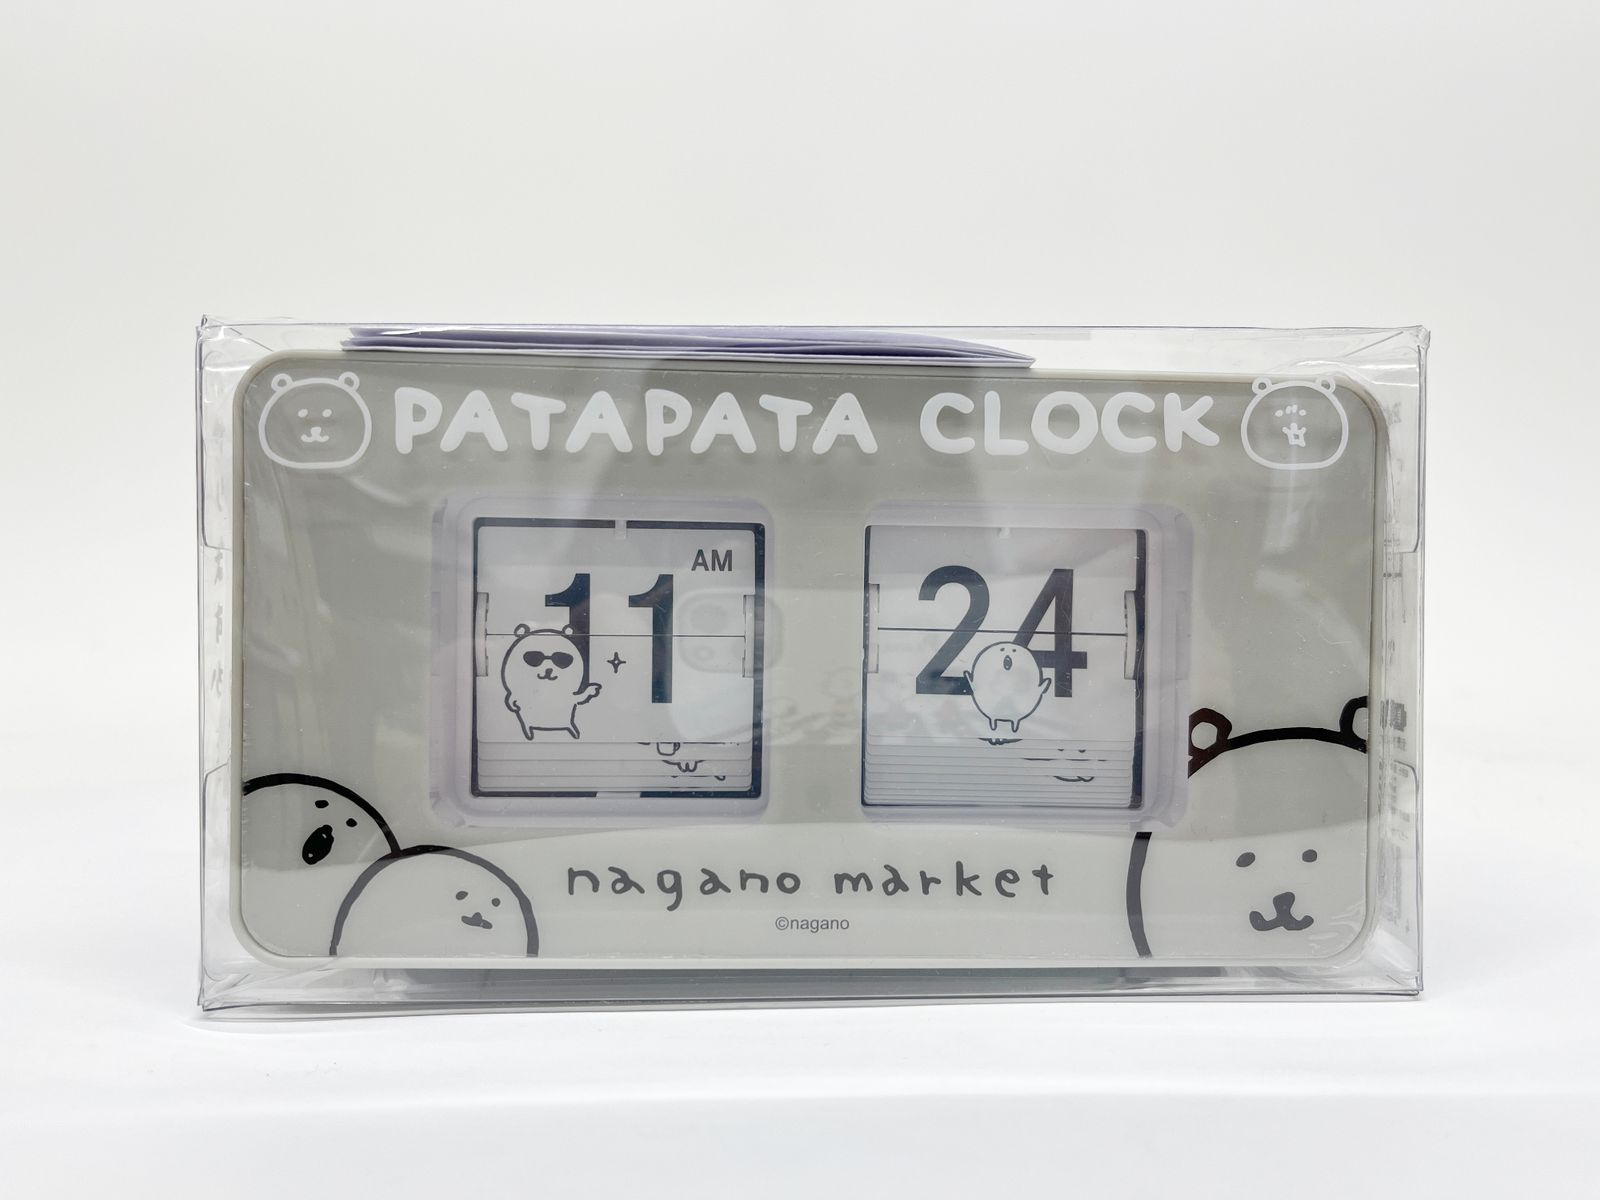 PATAPATA CLOCK
AM
11
24
nagano market
©nagano